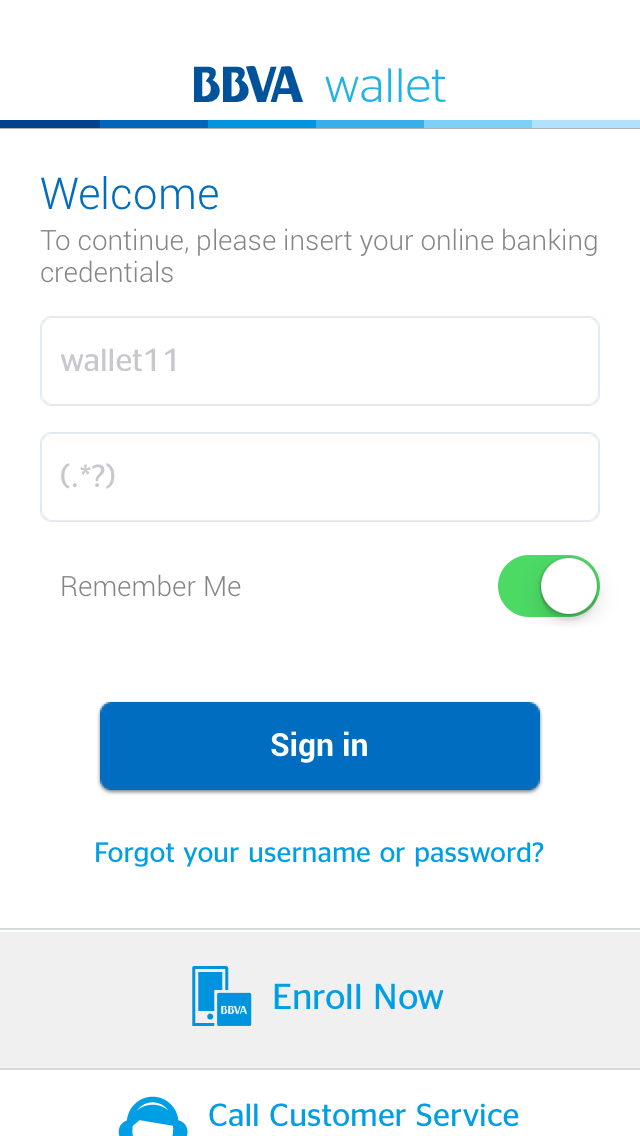 BBVA wallet
Welcome
To continue, please insert your online banking
credentials
wallet11
(.*?)
Remember Me
Sign in
Forgot your username or password?
BBVA Enroll Now
Call Customer Service